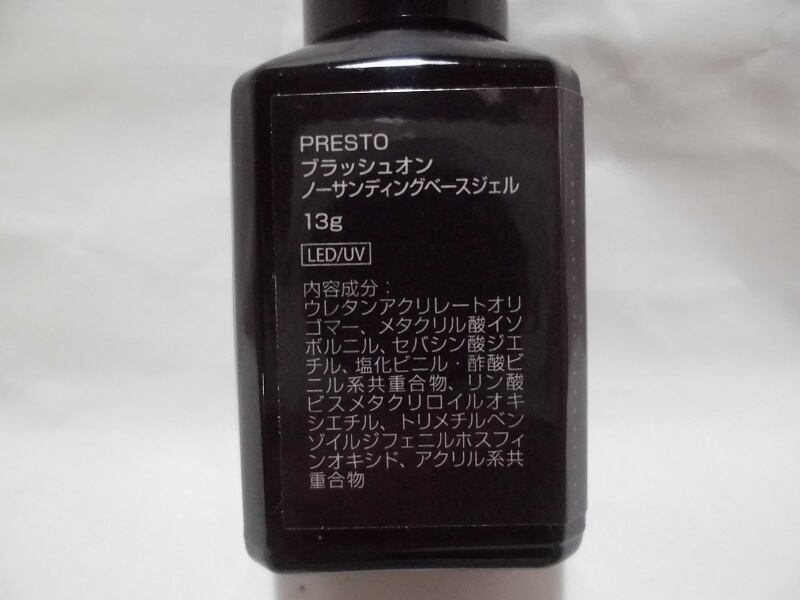 PRESTO
ブラッシュオン
ノーサンディングベースジェル
13g
LED/UV
内容成分：
ウレタンアクリレートオリ
ゴマー、メタクリル酸イソ
ボルニル、セバシン酸ジエ
チル、塩化ビニル・酢酸ビ
ニル系共重合物、リン酸
ビスメタクリロイルオキ
シエチル、トリメチルベン
ゾイルジフェニルホスフィ
ンオキシド、アクリル系共
重合物